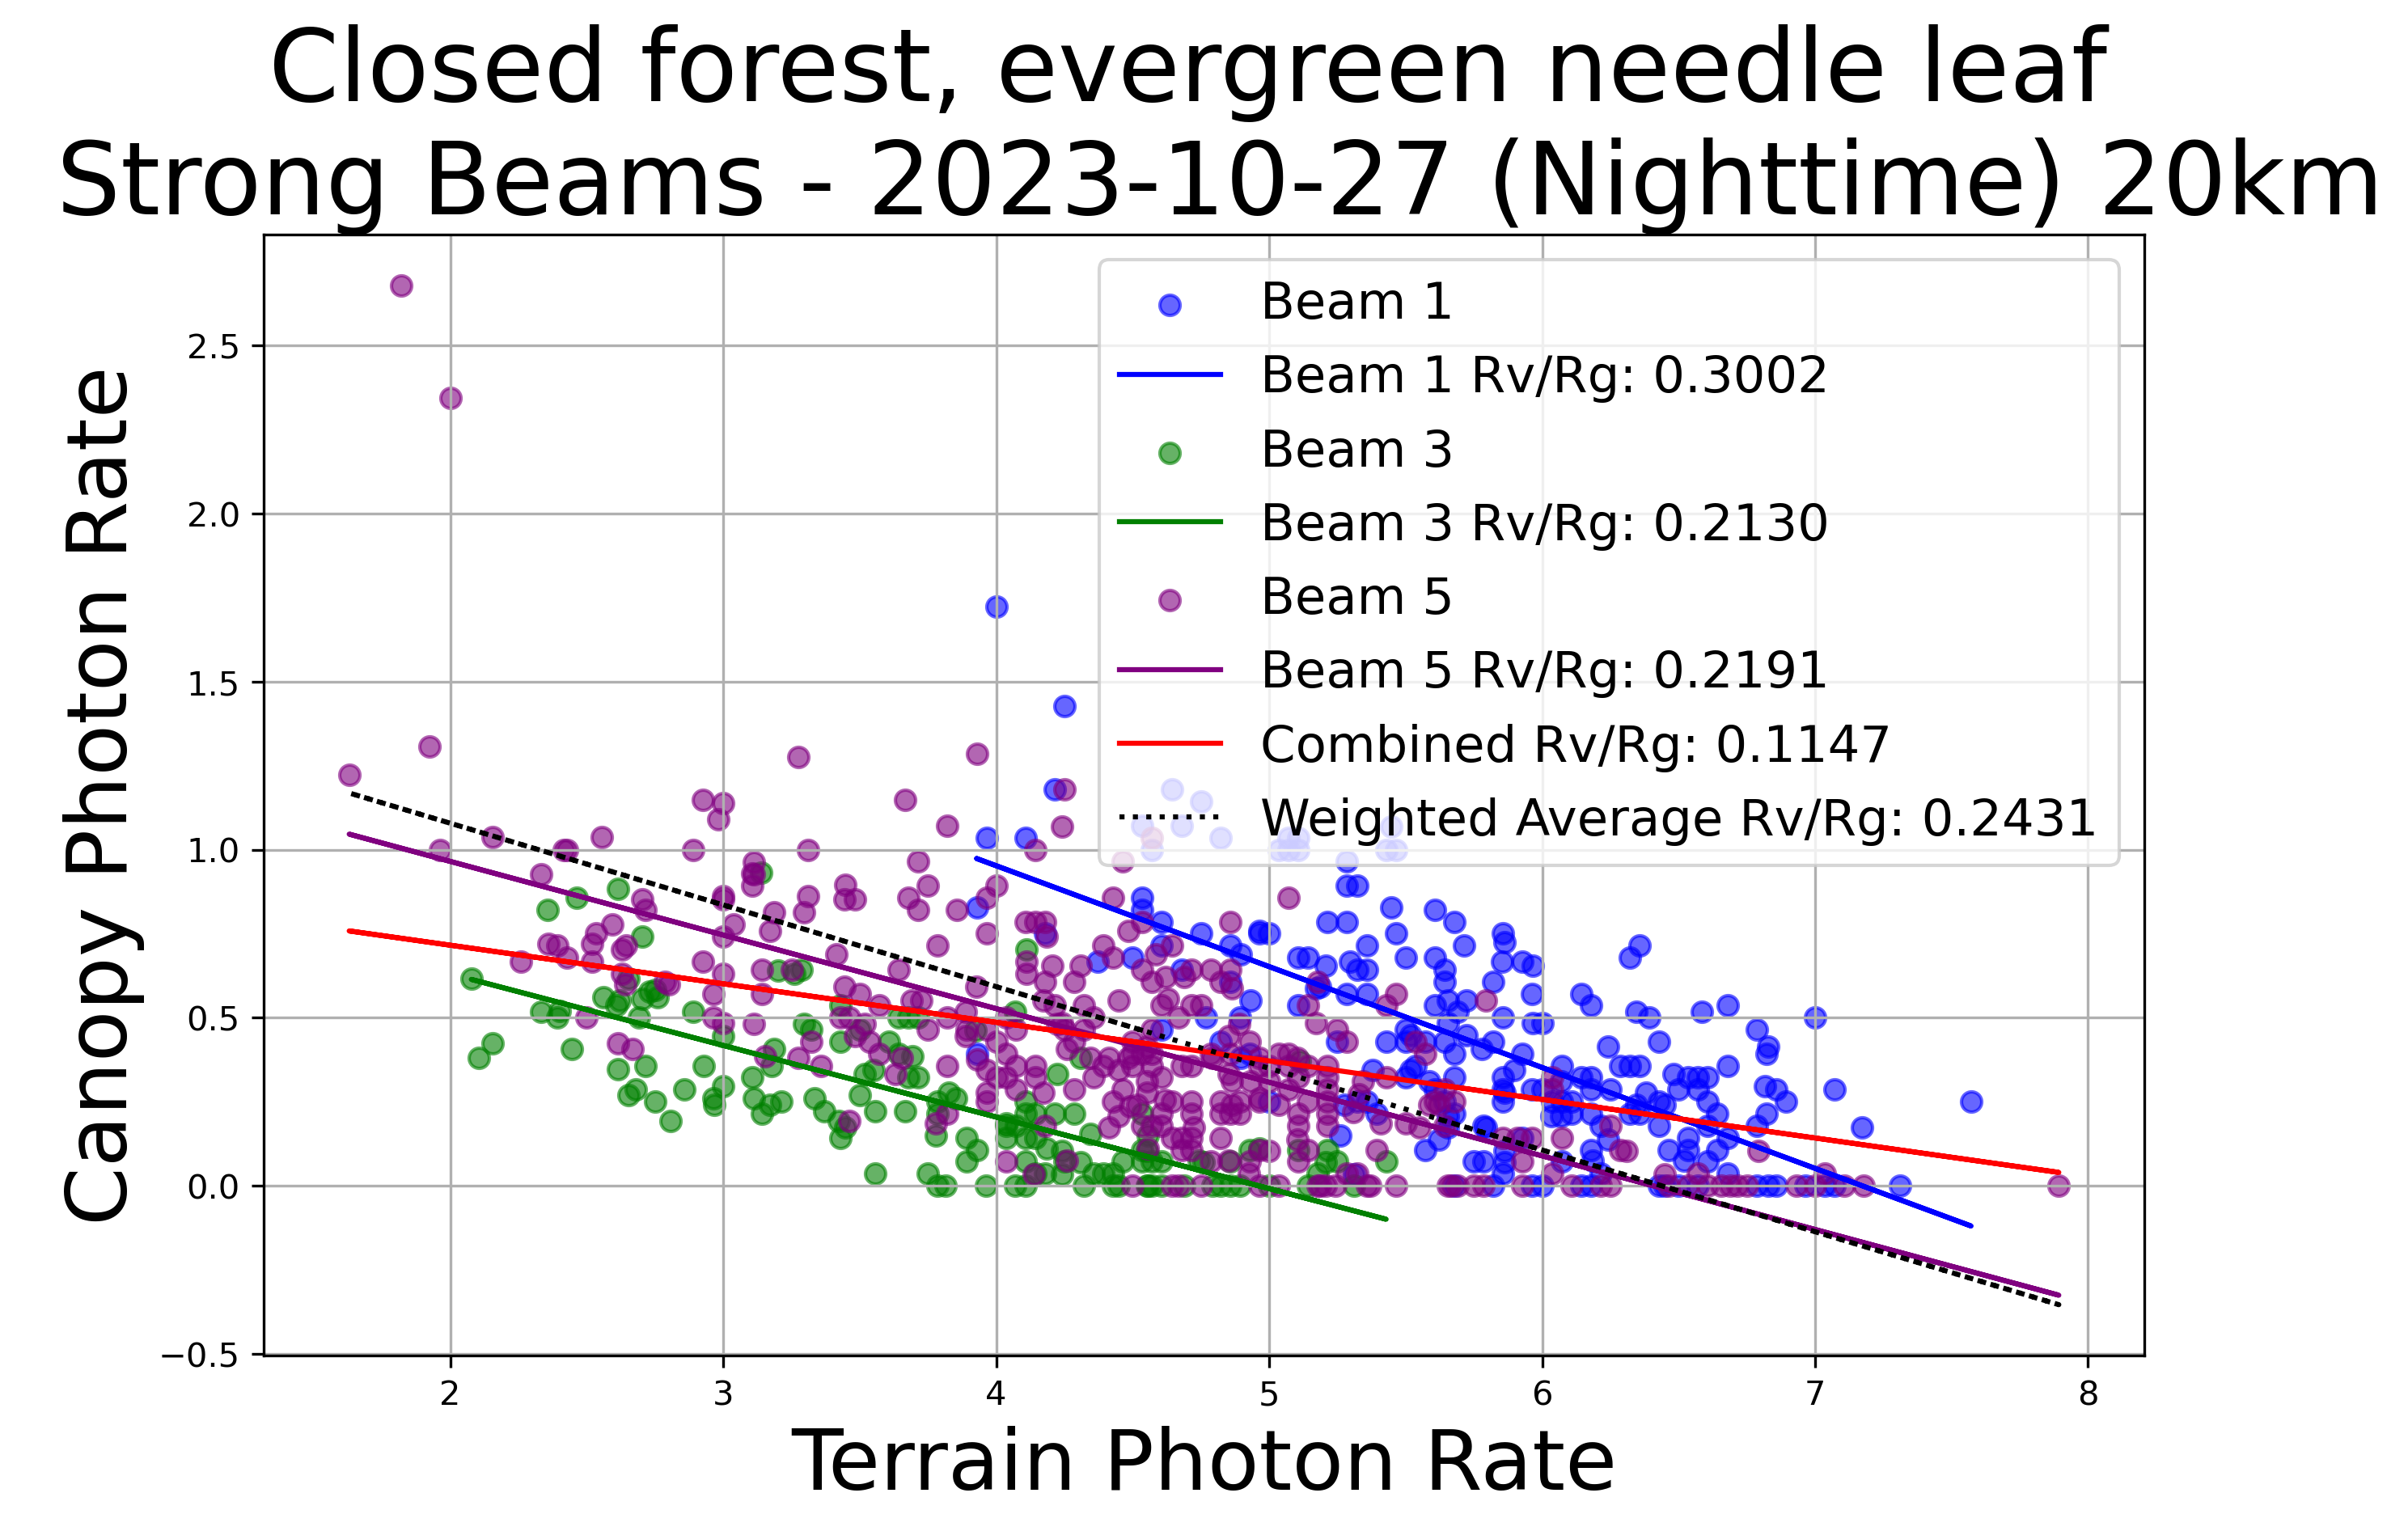 Closed forest, evergreen needle leaf
Strong Beams - 2023-10-27 (Nighttime) 20km
Canopy Photon Rate
2.5
2.0
1.5
1.0
0.5
0.0
−0.5
Beam 1
Beam 1 Rv/Rg: 0.3002
Beam 3
Beam 3 Rv/Rg: 0.2130
Beam 5
Beam 5 Rv/Rg: 0.2191
Combined Rv/Rg: 0.1147
Weighted Average Rv/Rg: 0.2431
2 3 4 5 6 7 8
Terrain Photon Rate